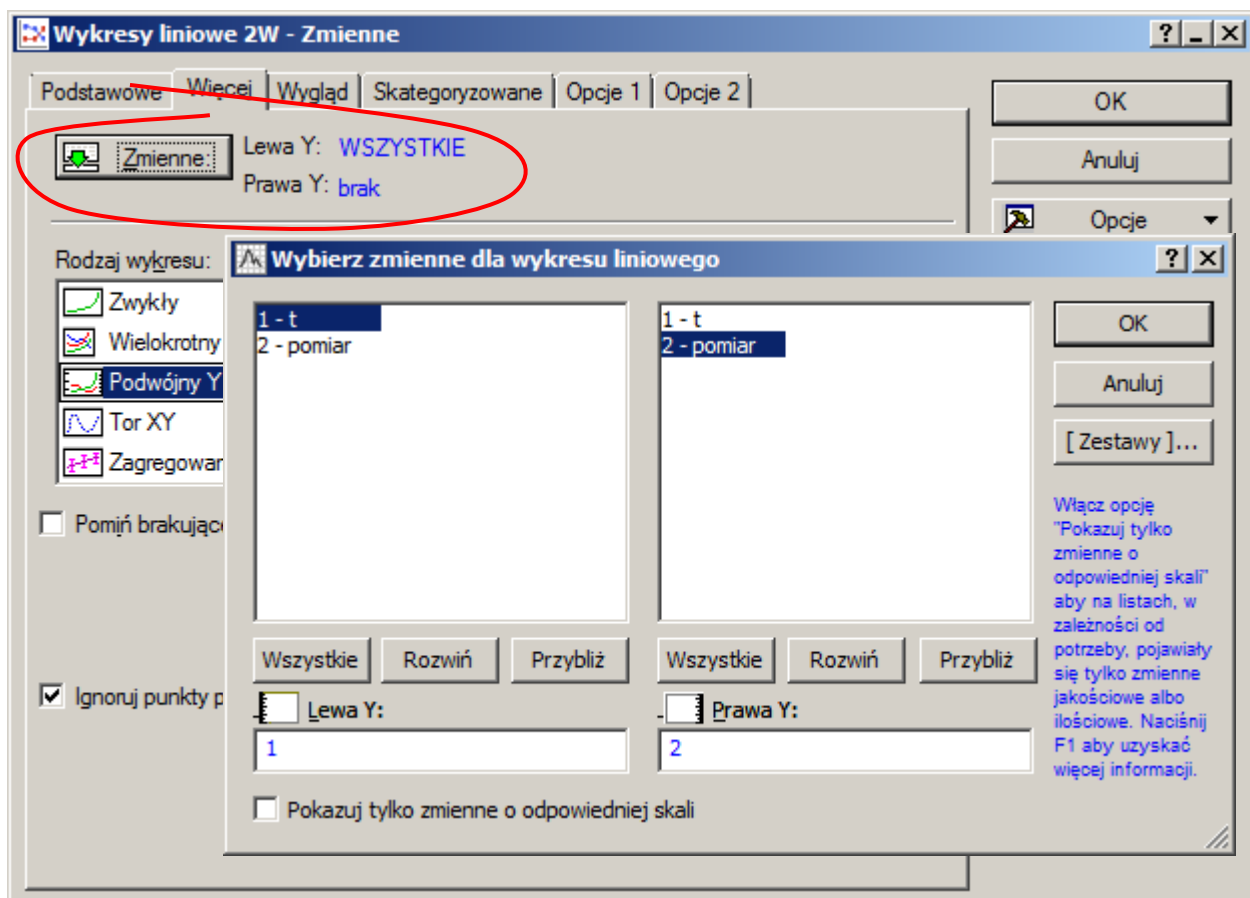 Wykresy liniowe 2W - Zmienne
Podstawowe Więcej Wygląd Skategoryzowane Opcje 1 Opcje 2
OK
Anuluj
Opcje
Zmienne:
Lewa Y: WSZYSTKIE
Prawa Y: brak
Rodzaj wykresu:
Zwykły
Wielokrotny
Podwójny Y
Tor XY
Zagregowar
Pomiń brakujące
Ignoruj punkty p
Wybierz zmienne dla wykresu liniowego
1 - t
2 - pomiar
1 - t
2 - pomiar
OK
Anuluj
[ Zestawy ]...
Włącz opcję
"Pokazuj tylko
zmienne o
odpowiedniej skali"
aby na listach, w
zależności od
potrzeby, pojawiały
się tylko zmienne
jakościowe albo
ilościowe. Naciśnij
F1 aby uzyskać
więcej informacji.
Wszystkie Rozwiń Przybliż
Wszystkie Rozwiń Przybliż
Lewa Y:
1
Prawa Y:
2
Pokazuj tylko zmienne o odpowiedniej skali